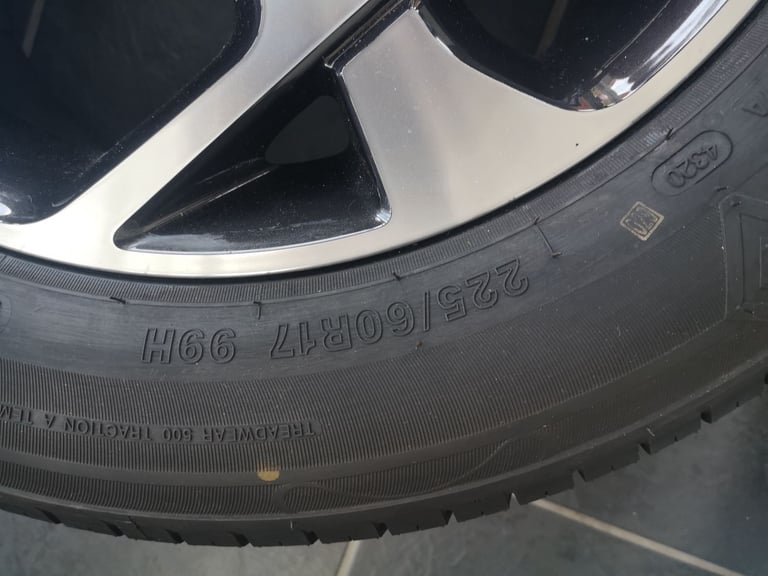 4320
225/60R17 99H
TREADWEAR 500 TRACTION A TEM